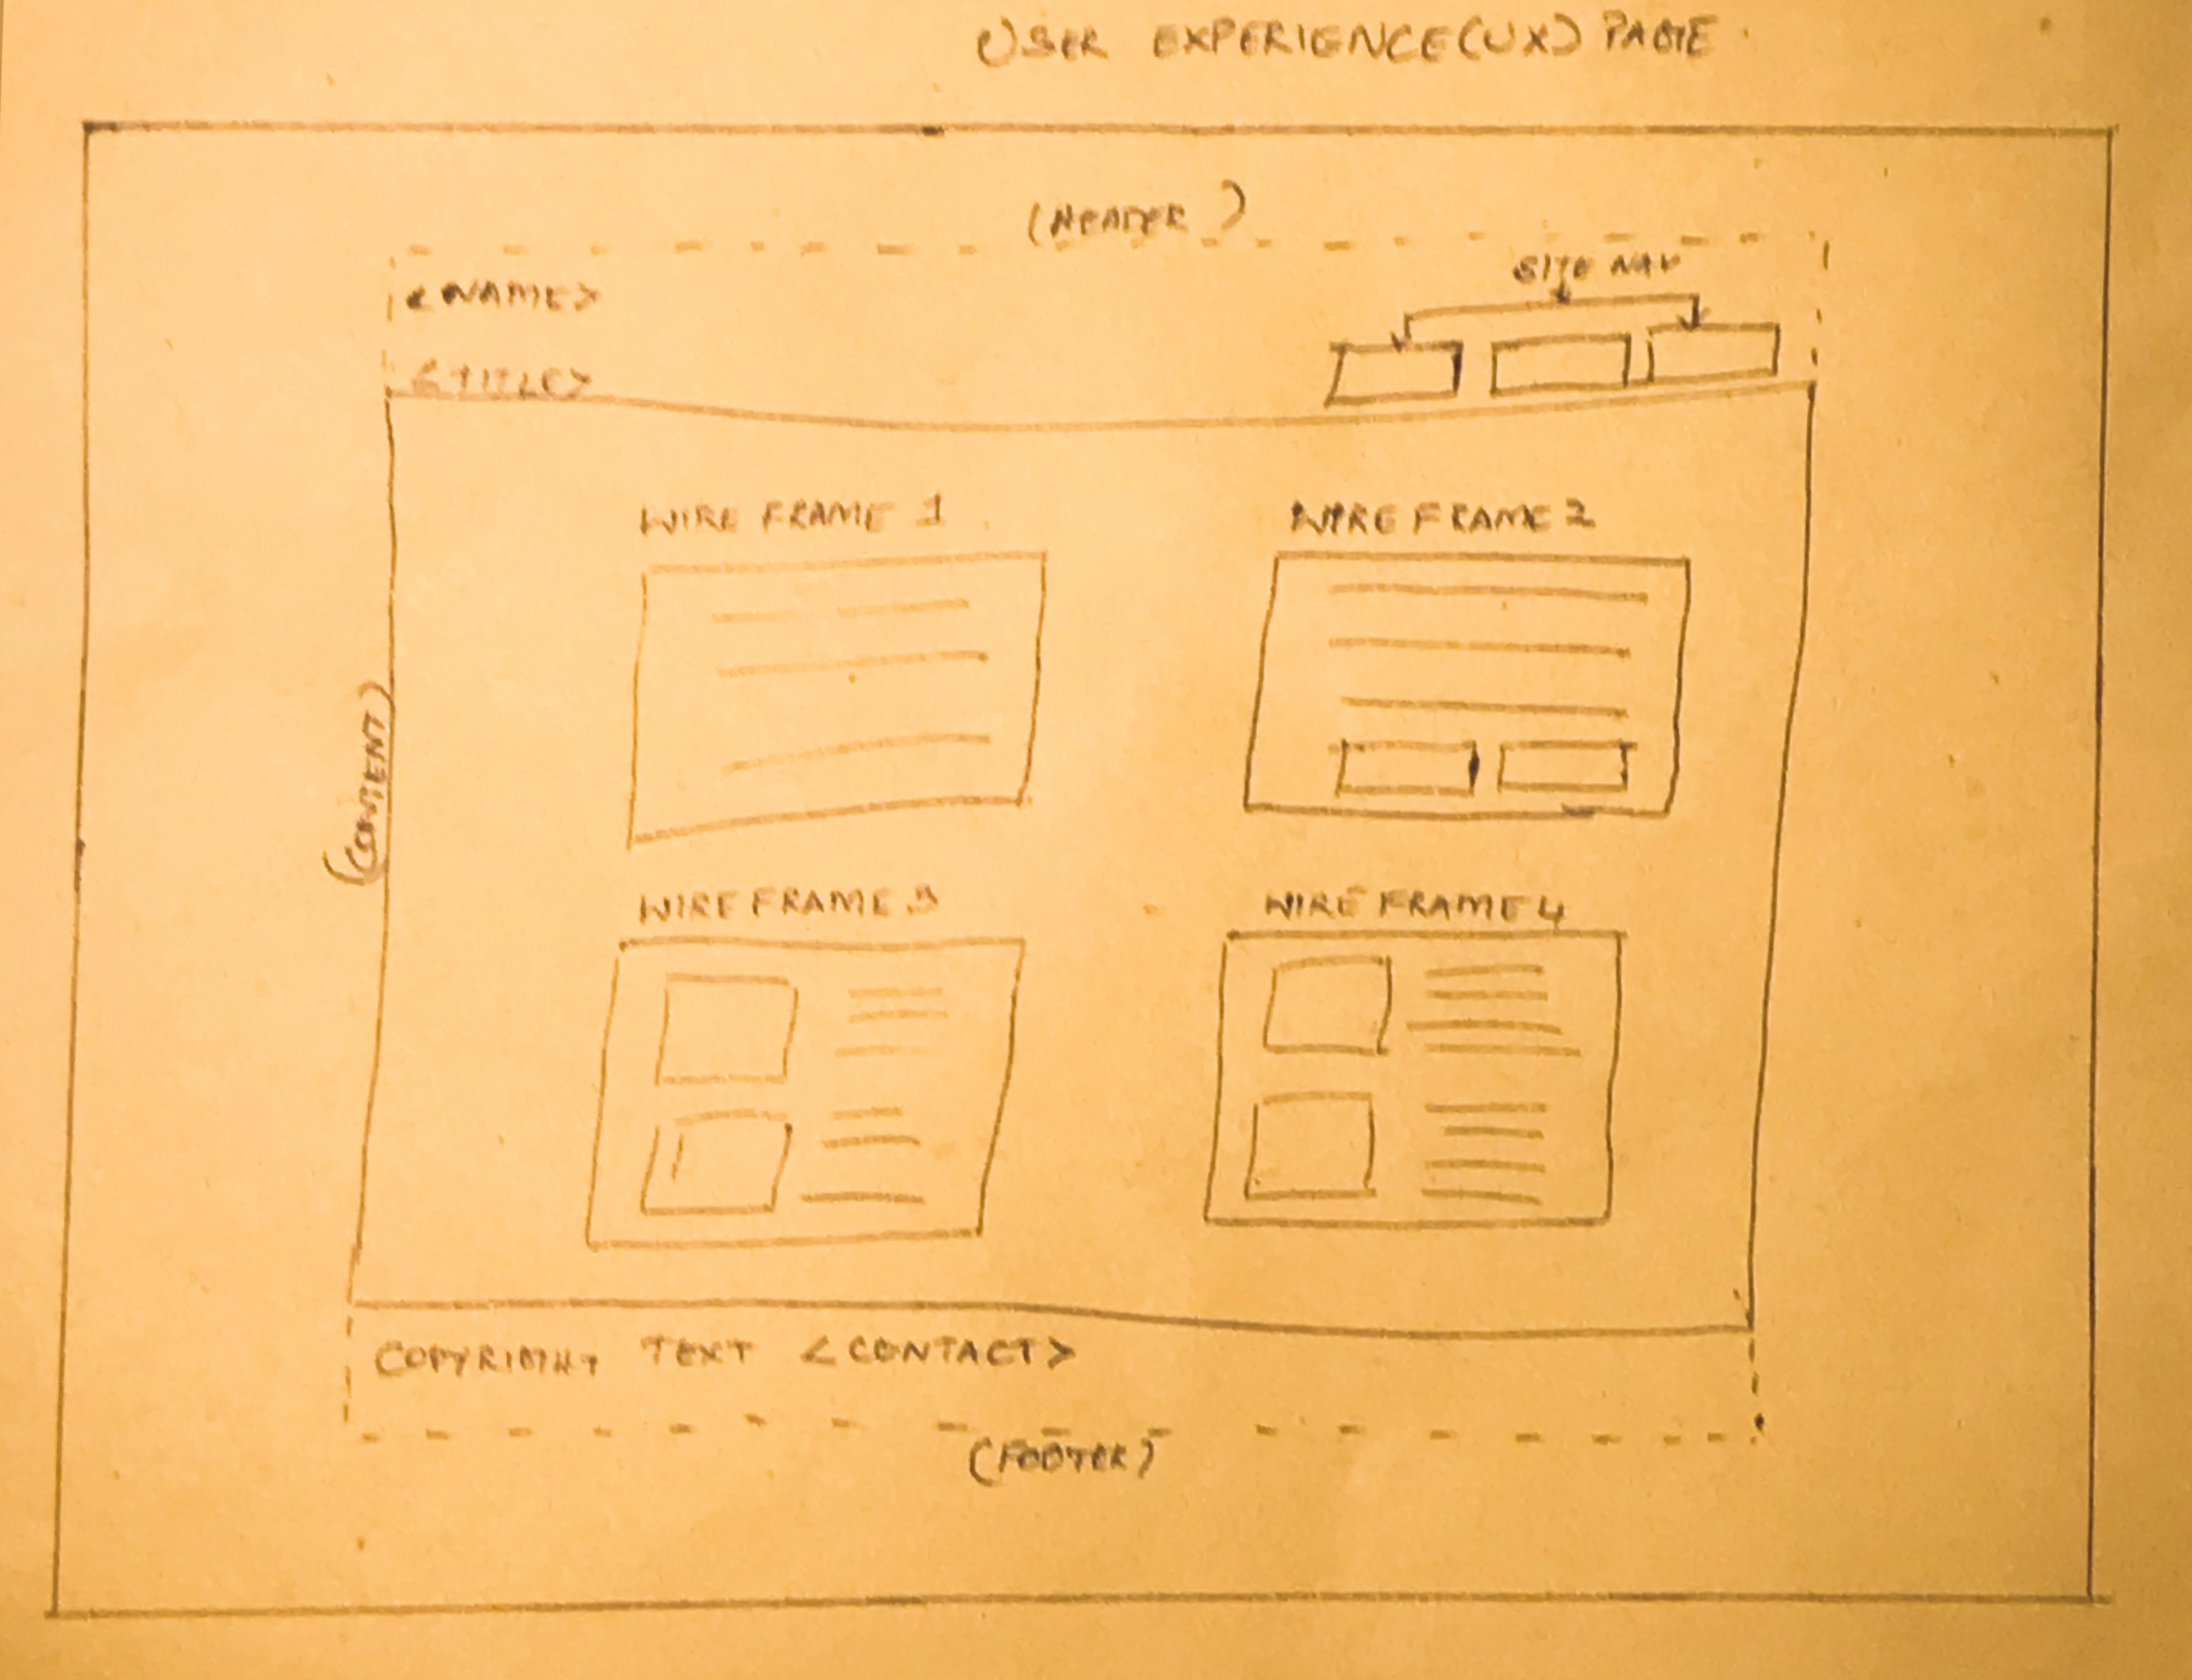 USER EXPERIENCE(UX) PAGE
(HEADER)
<NAME>
SITE NAV
<TITLE>
WIRE FRAME 1
WIRE FRAME 2
(CONTENT)
WIRE FRAME 3
WIRE FRAME 4
COPYRIGHT TEXT <CONTACT>
(FOOTER)